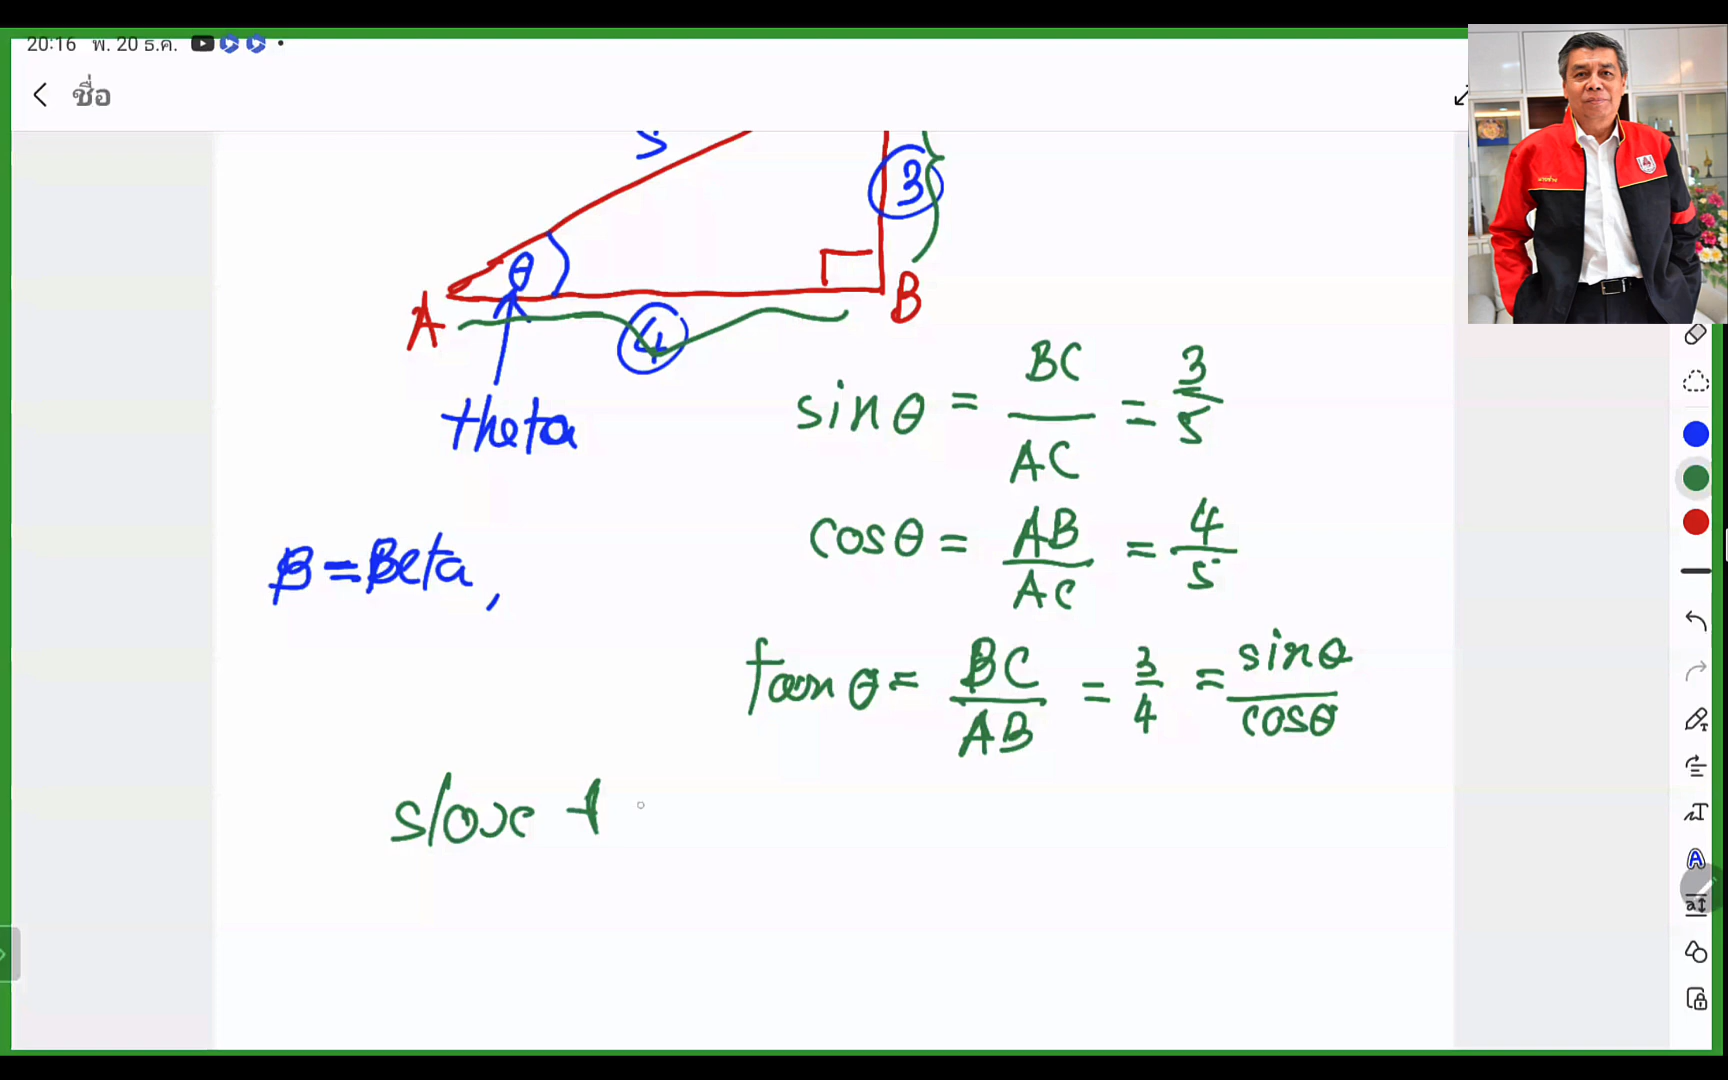 20:16 พ. 20 ธ.ค.
ชื่อ
5
3
θ
A
B
4
theta
sinθ = BC/AC = 3/5
β = Beta,
cosθ = AB/AC = 4/5
tan θ = BC/AB = 3/4 = sinθ/cosθ